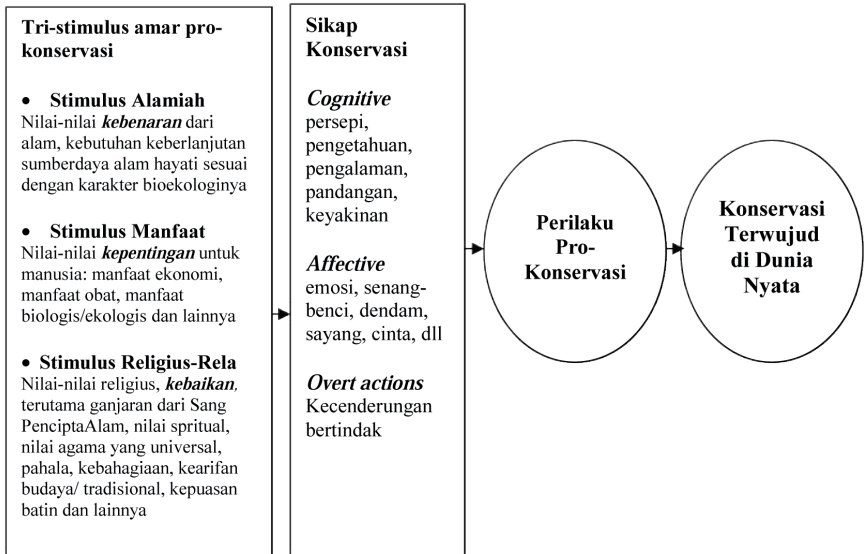 Tri-stimulus amar pro-
konservasi
• Stimulus Alamiah
Nilai-nilai kebenaran dari
alam, kebutuhan keberlanjutan
sumberdaya alam hayati sesuai
dengan karakter bioekologinya
• Stimulus Manfaat
Nilai-nilai kepentingan untuk
manusia: manfaat ekonomi,
manfaat obat, manfaat
biologis/ekologis dan lainnya
• Stimulus Religius-Rela
Nilai-nilai religius, kebaikan,
terutama ganjaran dari Sang
PenciptaAlam, nilai spritual,
nilai agama yang universal,
pahala, kebahagiaan, kearifan
budaya/ tradisional, kepuasan
batin dan lainnya
Sikap
Konservasi
Cognitive
persepi,
pengetahuan,
pengalaman,
pandangan,
keyakinan
Affective
emosi, senang-
benci, dendam,
sayang, cinta, dll
Overt actions
Kecenderungan
bertindak
Perilaku
Pro-
Konservasi
Konservasi
Terwujud
di Dunia
Nyata